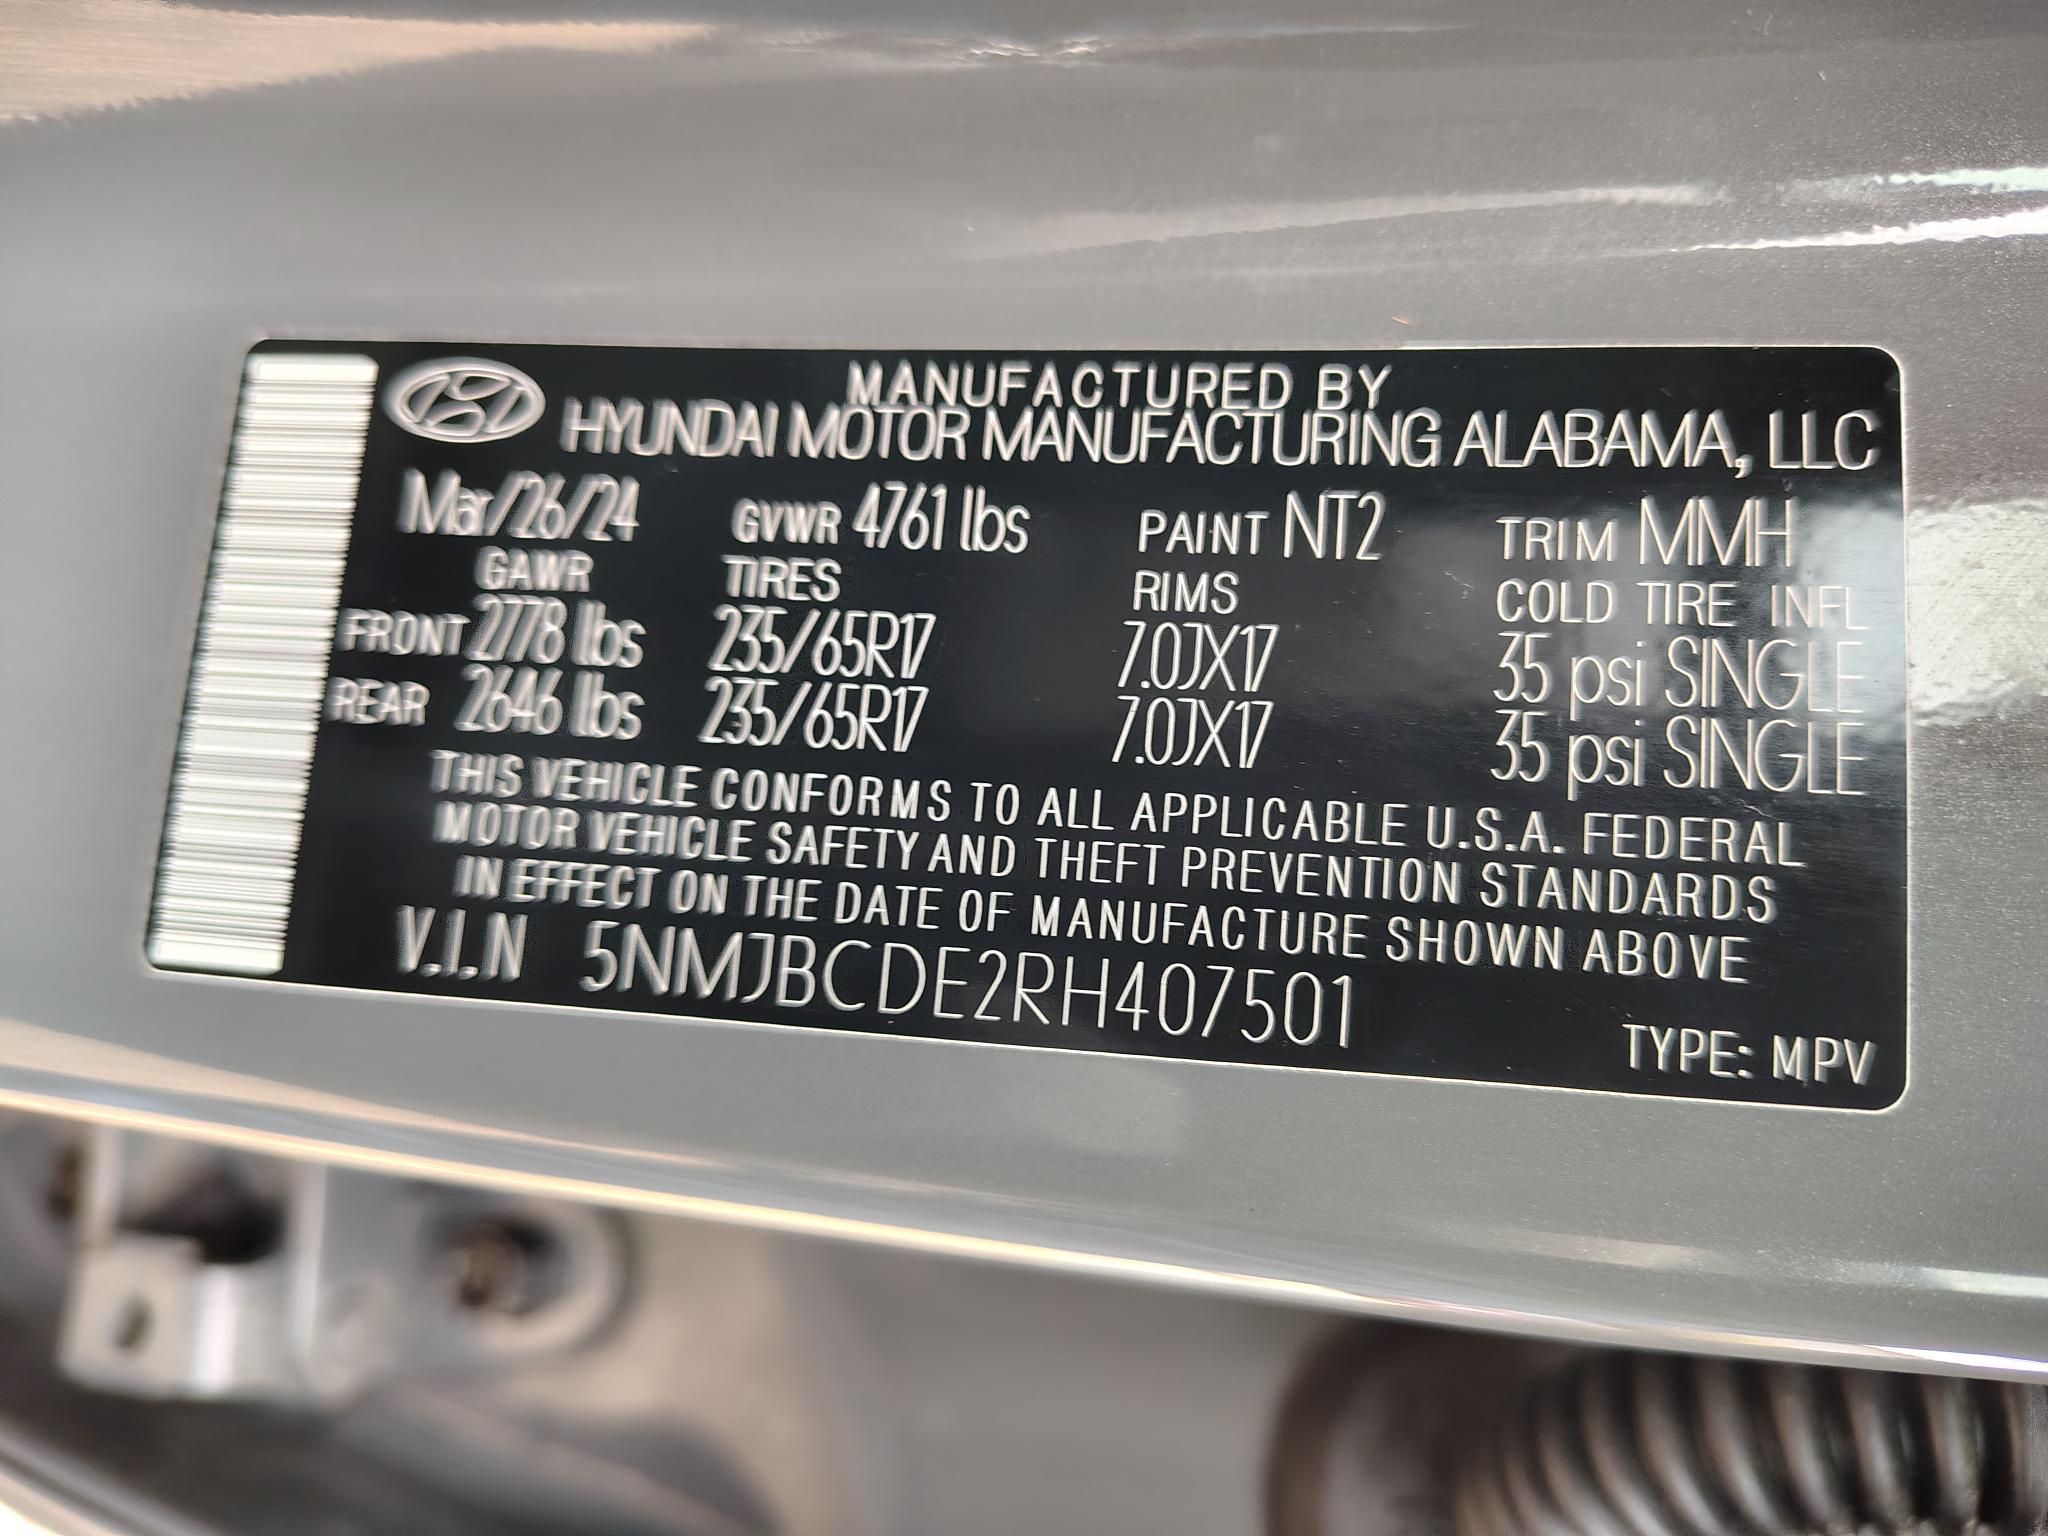 MANUFACTURED BY
HYUNDAI MOTOR MANUFACTURING ALABAMA, LLC
Mar/26/24 GVWR 4761 lbs PAINT NT2 TRIM MMH
GAWR TIRES RIMS COLD TIRE INFL
FRONT 2778 lbs 235/65R17 7.0JX17 35 psi SINGLE
REAR 2646 lbs 235/65R17 7.0JX17 35 psi SINGLE
THIS VEHICLE CONFORMS TO ALL APPLICABLE U.S.A. FEDERAL
MOTOR VEHICLE SAFETY AND THEFT PREVENTION STANDARDS
IN EFFECT ON THE DATE OF MANUFACTURE SHOWN ABOVE
V.I.N 5NMJBCDE2RH407501
TYPE: MPV